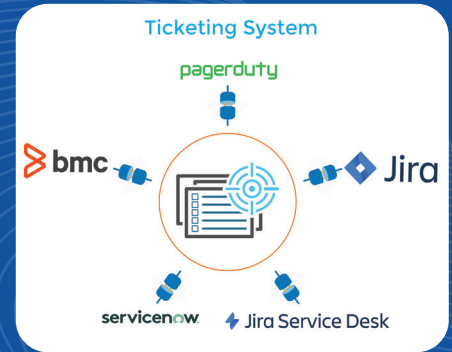 Ticketing System
pagerduty
bmc
Jira
servicenow
Jira Service Desk